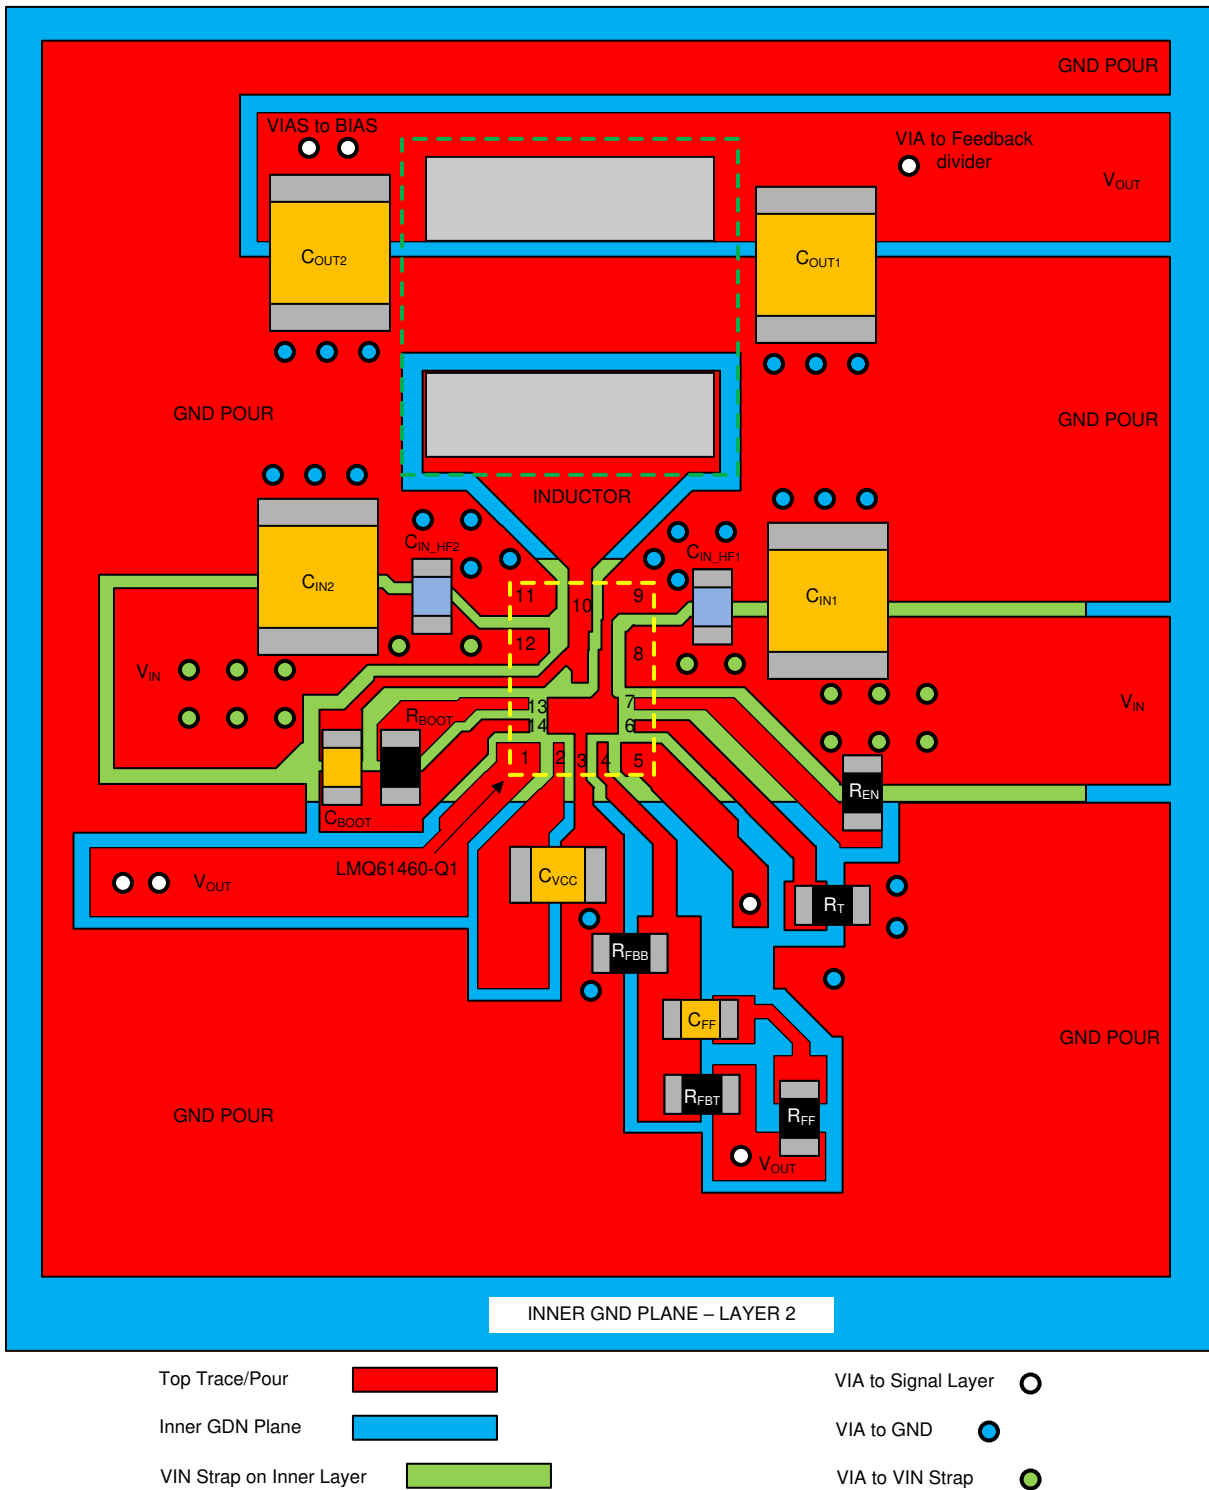 GND POUR
VIAS to BIAS
VIA to Feedback
divider
VOUT
COUT2
COUT1
GND POUR
GND POUR
INDUCTOR
CIN_HF2
CIN_HF1
CIN2
CIN1
11
10
9
12
8
VIN
VIN
13
7
RBOOT
14
6
1
2
3
4
5
REN
CBOOT
LMQ61460-Q1
VOUT
CVCC
RT
RFBB
CFF
GND POUR
RFBT
RFF
GND POUR
VOUT
INNER GND PLANE – LAYER 2
Top Trace/Pour
VIA to Signal Layer
Inner GDN Plane
VIA to GND
VIN Strap on Inner Layer
VIA to VIN Strap